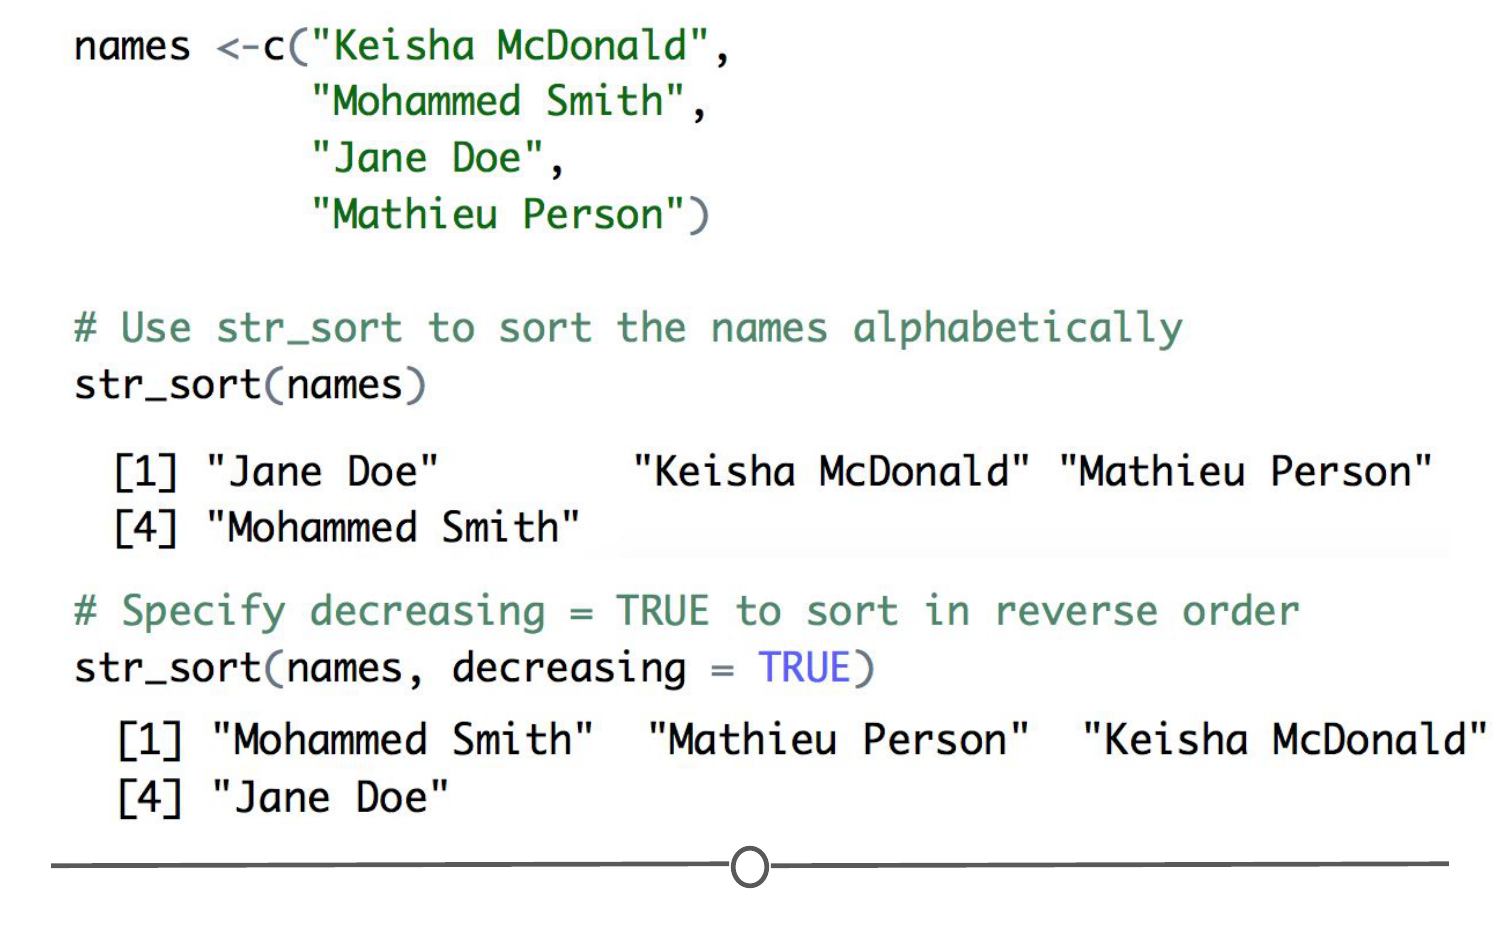 names <-c("Keisha McDonald",
"Mohammed Smith",
"Jane Doe",
"Mathieu Person")
# Use str_sort to sort the names alphabetically
str_sort(names)
[1] "Jane Doe" "Keisha McDonald" "Mathieu Person"
[4] "Mohammed Smith"
# Specify decreasing = TRUE to sort in reverse order
str_sort(names, decreasing = TRUE)
[1] "Mohammed Smith" "Mathieu Person" "Keisha McDonald"
[4] "Jane Doe"